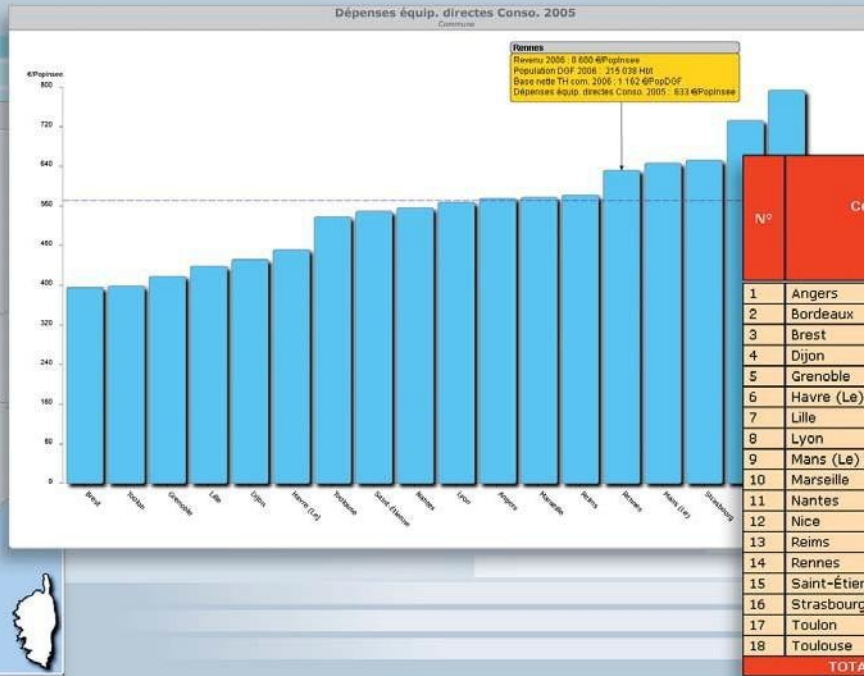 Dépenses équip. directes Conso. 2005
Commune
€/PopInsee
Rennes
Revenu 2006 : 8 600 €/PopInsee
Population DGF 2006 : 215 038 Hbt
Base nette TH com. 2006 : 1 162 €/PopDGF
Dépenses équip. directes Conso. 2005 : 633 €/PopInsee
800
720
640
560
480
400
320
240
160
80
0
Brest
Toulon
Grenoble
Lille
Dijon
Havre (Le)
Toulouse
Saint-Étienne
Nantes
Lyon
Angers
Marseille
Reims
Rennes
Mans (Le)
Strasbourg
N°
1 Angers
2 Bordeaux
3 Brest
4 Dijon
5 Grenoble
6 Havre (Le)
7 Lille
8 Lyon
9 Mans (Le)
10 Marseille
11 Nantes
12 Nice
13 Reims
14 Rennes
15 Saint-Étien
16 Strasbourg
17 Toulon
18 Toulouse
TOTA